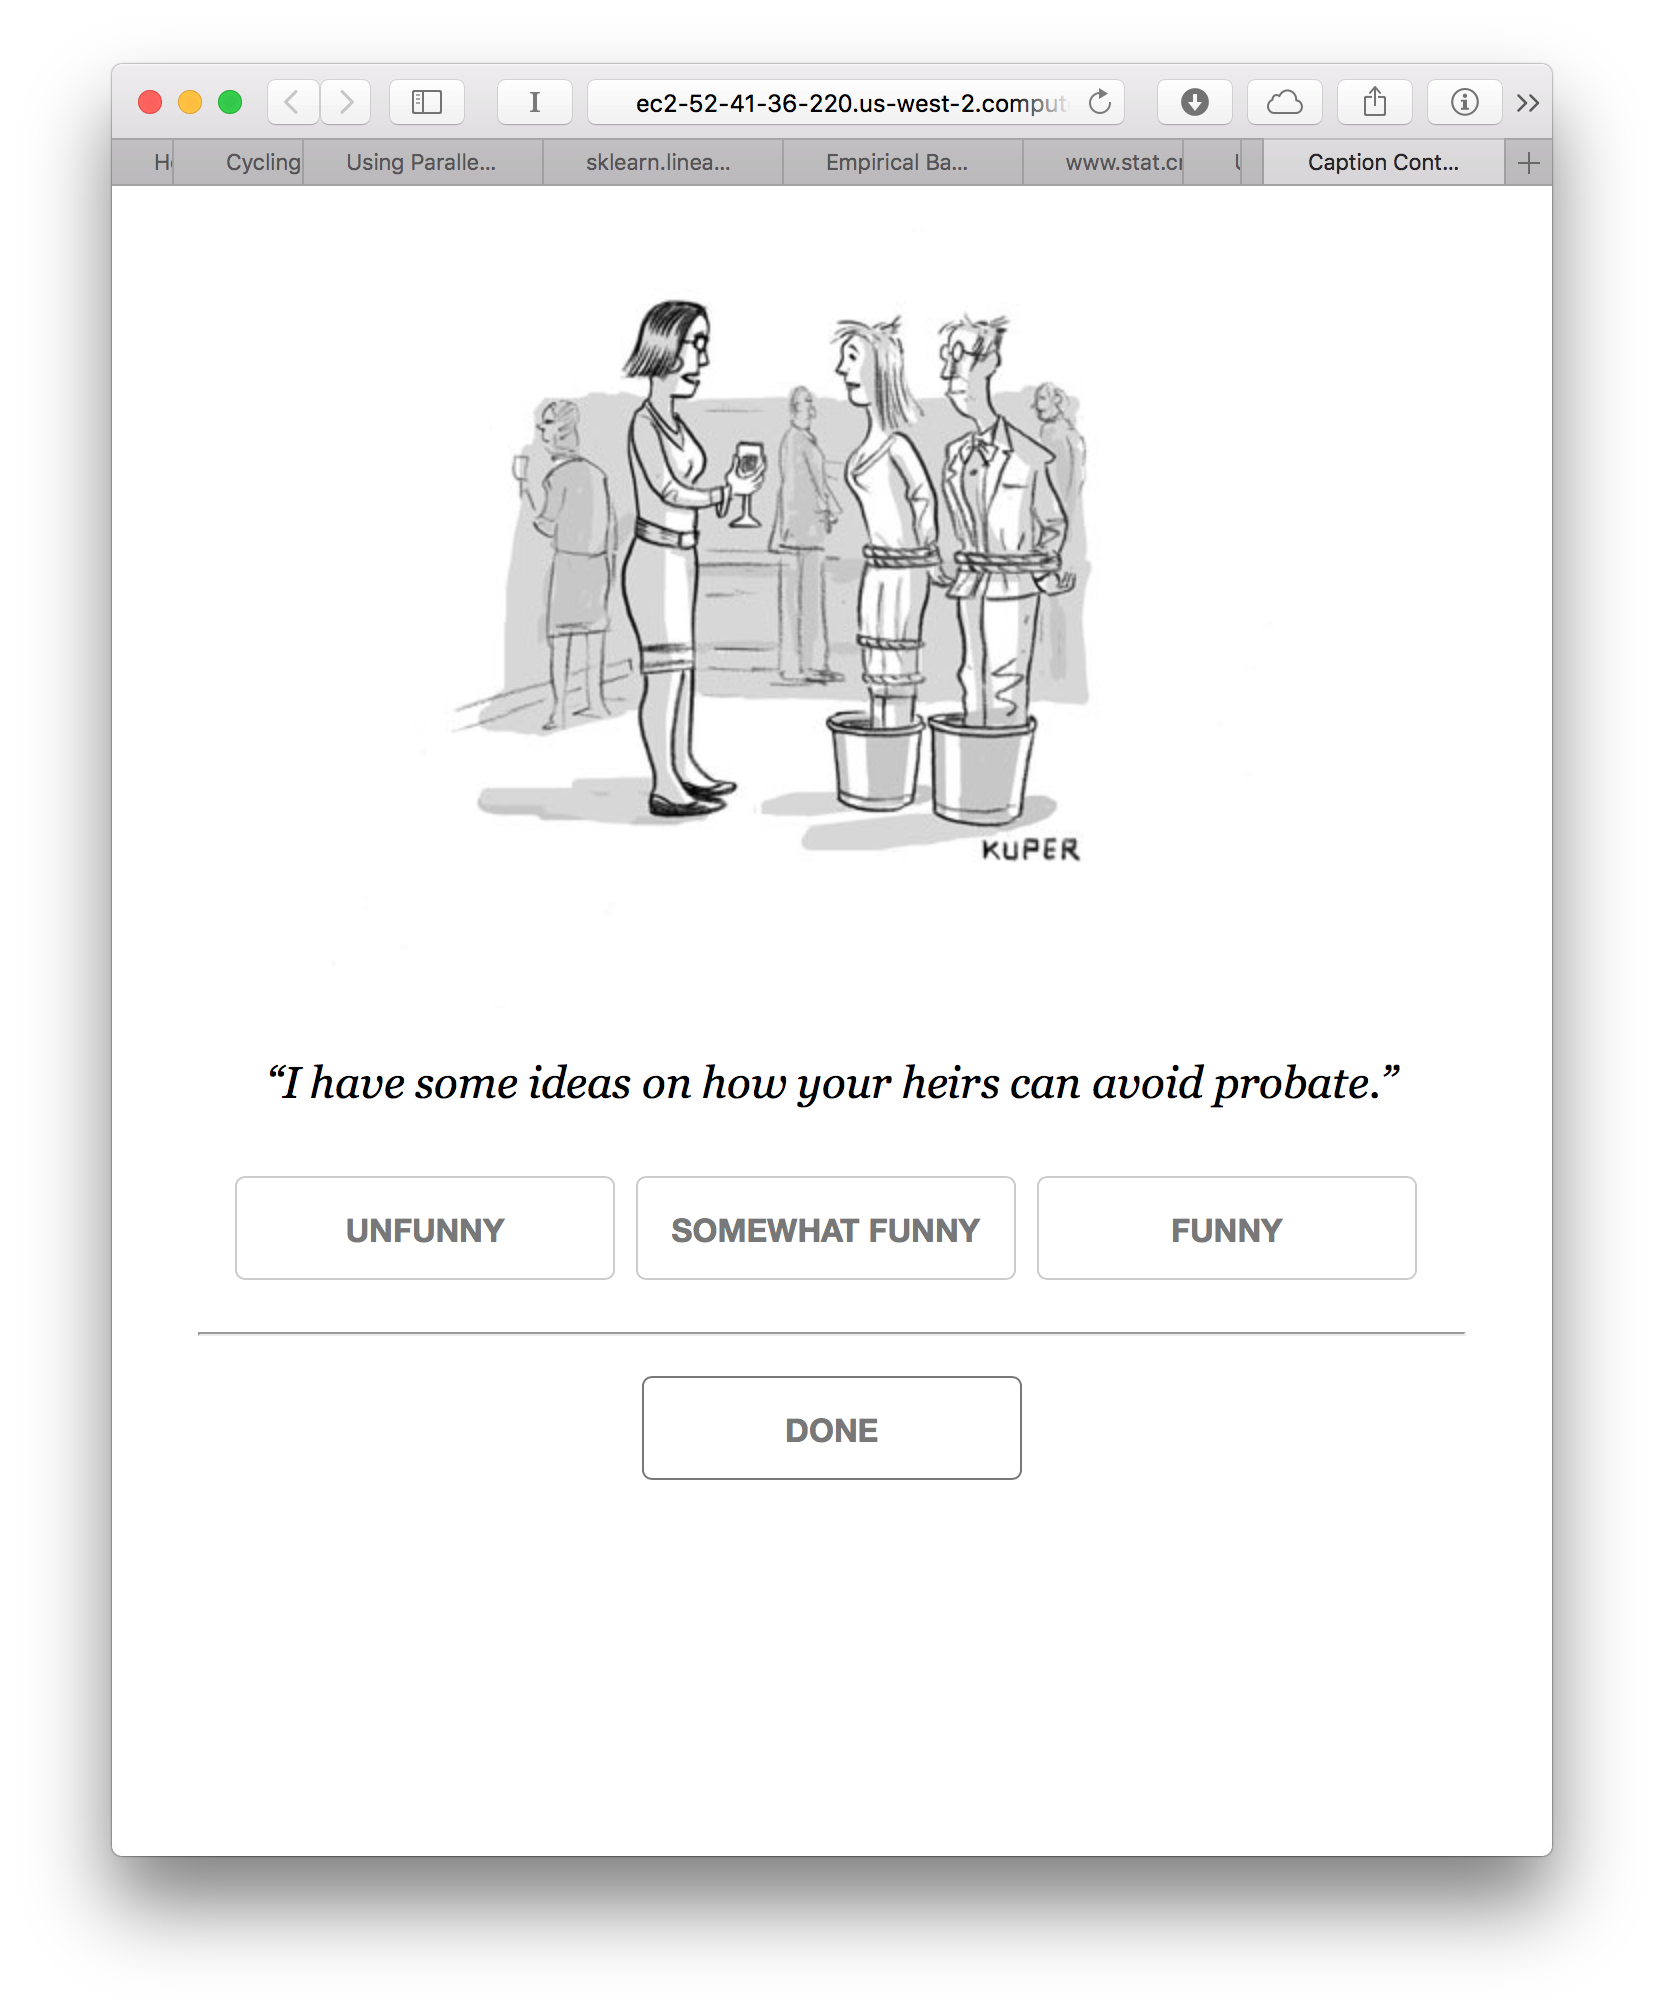 ec2-52-41-36-220.us-west-2.comput
Cycling Using Paralle... sklearn.linea... Empirical Ba... www.stat.cr Caption Cont...
KUPER
“I have some ideas on how your heirs can avoid probate.”
UNFUNNY SOMEWHAT FUNNY FUNNY
DONE